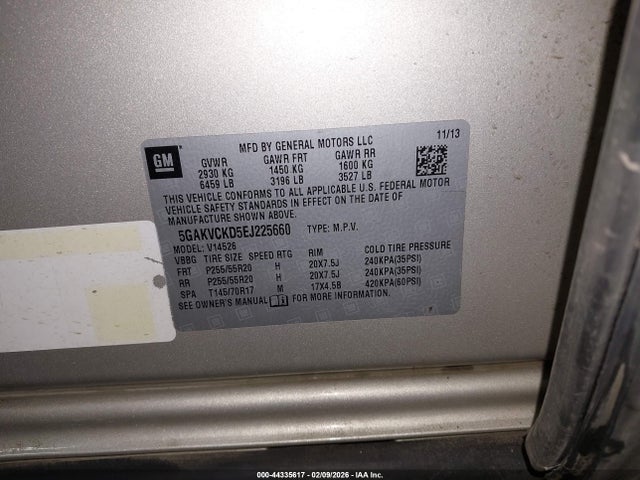 GM
MFD BY GENERAL MOTORS LLC 11/13
GVWR GAWR FRT GAWR RR
2930 KG 1450 KG 1600 KG
6459 LB 3196 LB 3527 LB
THIS VEHICLE CONFORMS TO ALL APPLICABLE U.S. FEDERAL MOTOR
VEHICLE SAFETY STANDARDS IN EFFECT ON THE DATE OF
MANUFACTURE SHOWN ABOVE.
5GAKVCKD5EJ225660 TYPE: M.P.V.
MODEL: V14526
VBBG TIRE SIZE SPEED RTG RIM COLD TIRE PRESSURE
FRT P255/55R20 H 20X7.5J 240KPA(35PSI)
RR P255/55R20 H 20X7.5J 240KPA(35PSI)
SPA T145/70R17 M 17X4.5B 420KPA(60PSI)
SEE OWNER'S MANUAL FOR MORE INFORMATION.
000-44335617 - 02/09/2026 - IAA Inc.